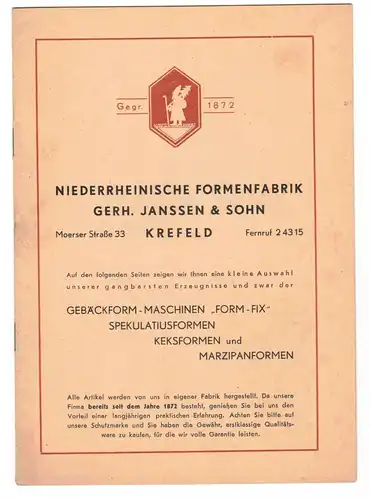 Gegr. 1872
NIEDERRHEINISCHE FORMENFABRIK
GERH. JANSSEN & SOHN
Moerser Straße 33 KREFELD Fernruf 2 43 15
Auf den folgenden Seiten zeigen wir Ihnen eine kleine Auswahl
unserer gangbarsten Erzeugnisse und zwar der
GEBÄCKFORM-MASCHINEN „FORM-FIX"
SPEKULATIUSFORMEN
KEKSFORMEN und
MARZIPANFORMEN
Alle Artikel werden von uns in eigener Fabrik hergestellt. Da unsere
Firma bereits seit dem Jahre 1872 besteht, genießen Sie bei uns den
Vorteil einer langjährigen praktischen Erfahrung. Achten Sie bitte auf
unsere Schutzmarke und Sie haben die Gewähr, erstklassige Qualitäts-
ware zu kaufen, für die wir volle Garantie leisten.